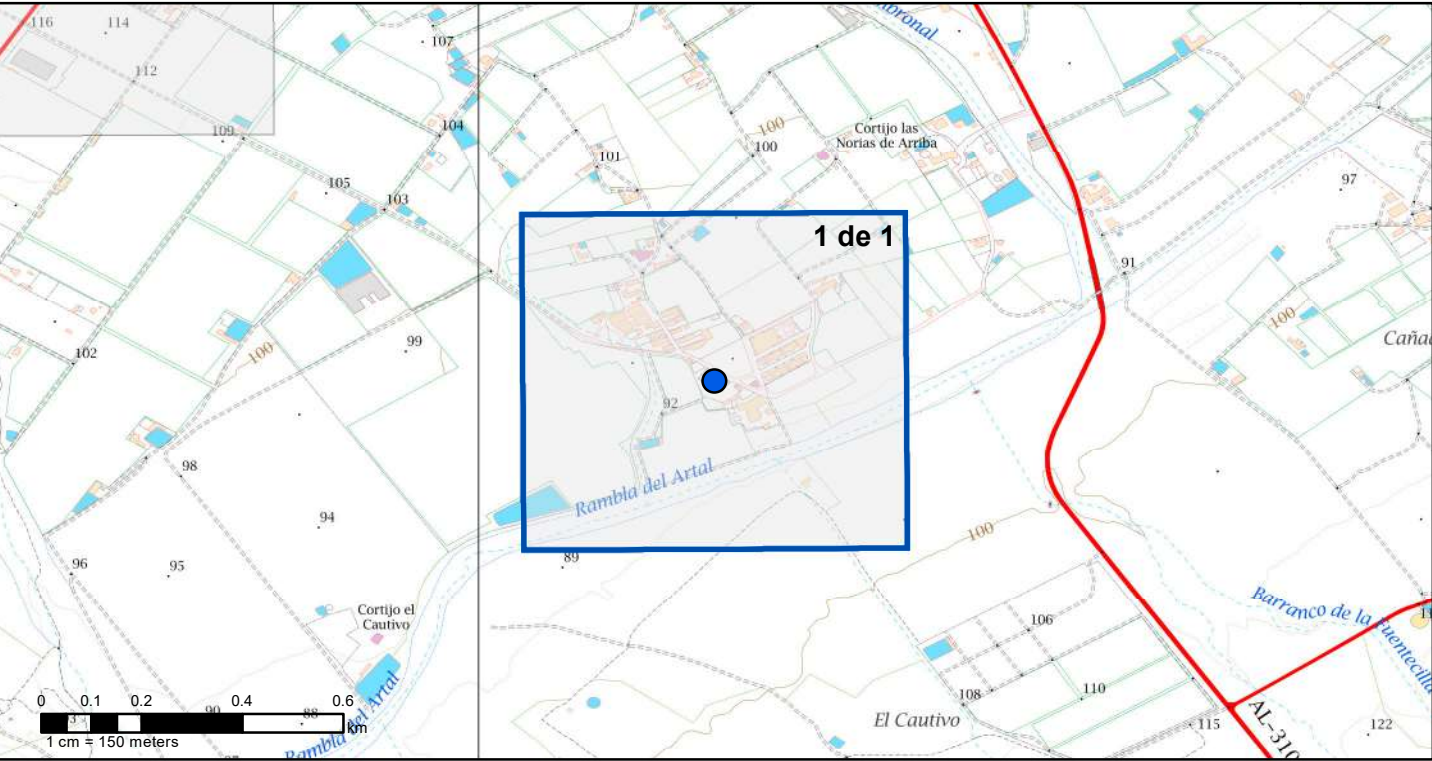 116
114
107
112
109
104
105
103
101
100
100
Cortijo las
Norias de Arriba
97
1 de 1
91
100
Cañad
99
100
102
92
98
Rambla del Artal
94
100
89
96
95
Cortijo el
Cautivo
Barranco de la Fuentecilla
106
110
108
El Cautivo
115
AL-310
122
90
88
Rambla del Artal
0 0.1 0.2 0.4 0.6
km
1 cm = 150 meters